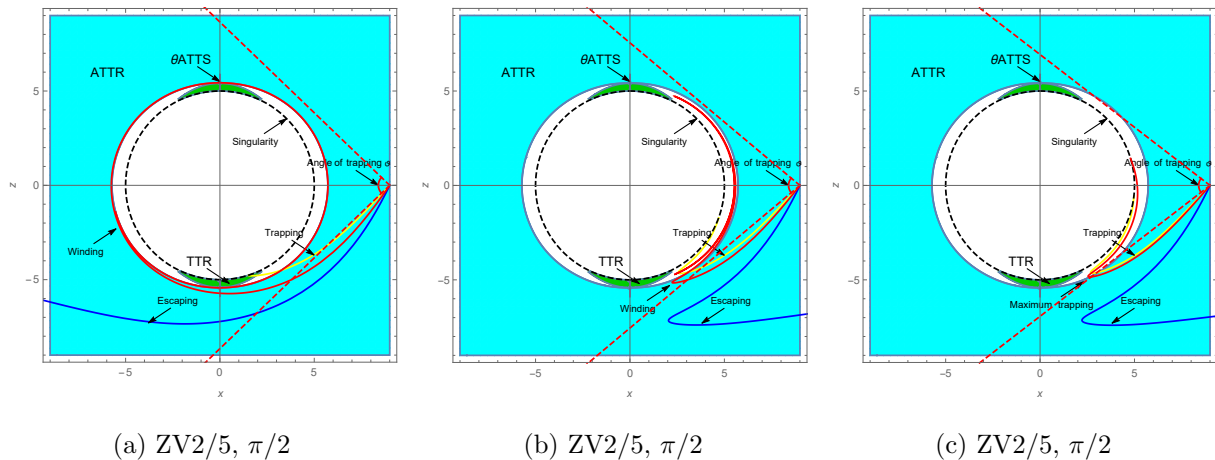 ATTR
θATTS
Singularity
Angle of trapping
Trapping
Winding
TTR
Escaping
z
5
0
−5
−5
0
5
x
(a) ZV2/5, π/2
ATTR
θATTS
Singularity
Angle of trapping
Trapping
TTR
Winding
Escaping
z
5
0
−5
−5
0
5
x
(b) ZV2/5, π/2
ATTR
θATTS
Singularity
Angle of trapping
Trapping
TTR
Maximum trapping
Escaping
z
5
0
−5
−5
0
5
x
(c) ZV2/5, π/2